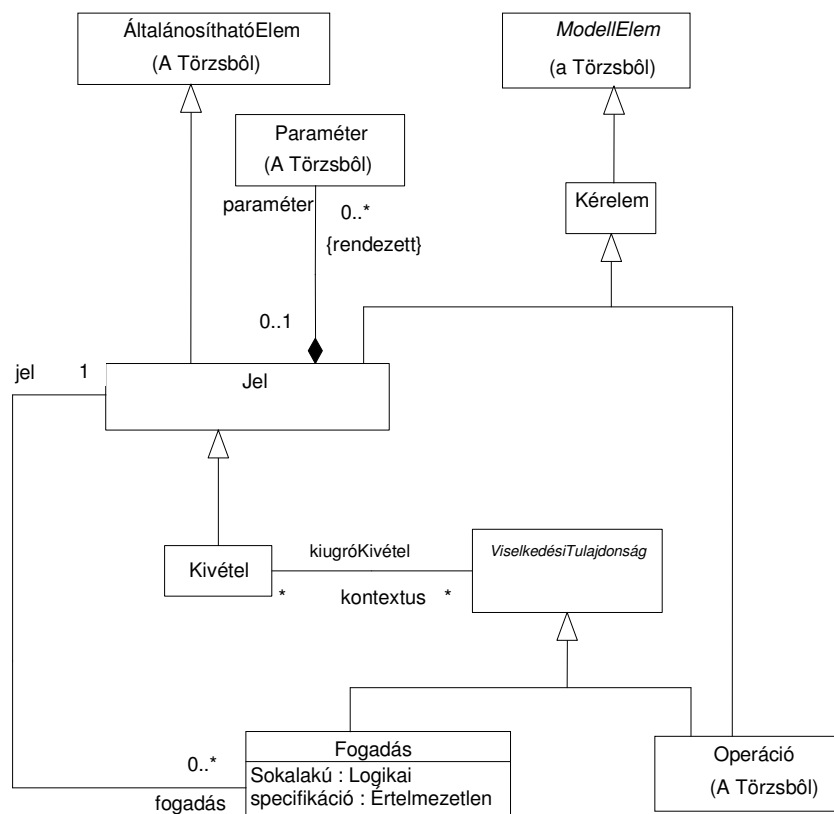 ÁltalánosíthatóElem
(A Törzsbôl)
ModellElem
(a Törzsbôl)
Paraméter
(A Törzsbôl)
Kérelem
paraméter
0..*
{rendezett}
0..1
jel
1
Jel
Kivétel
kiugróKivétel
ViselkedésiTulajdonság
*
kontextus
*
Fogadás
Sokalakú : Logikai
specifikáció : Értelmezetlen
0..*
fogadás
Operáció
(A Törzsbôl)